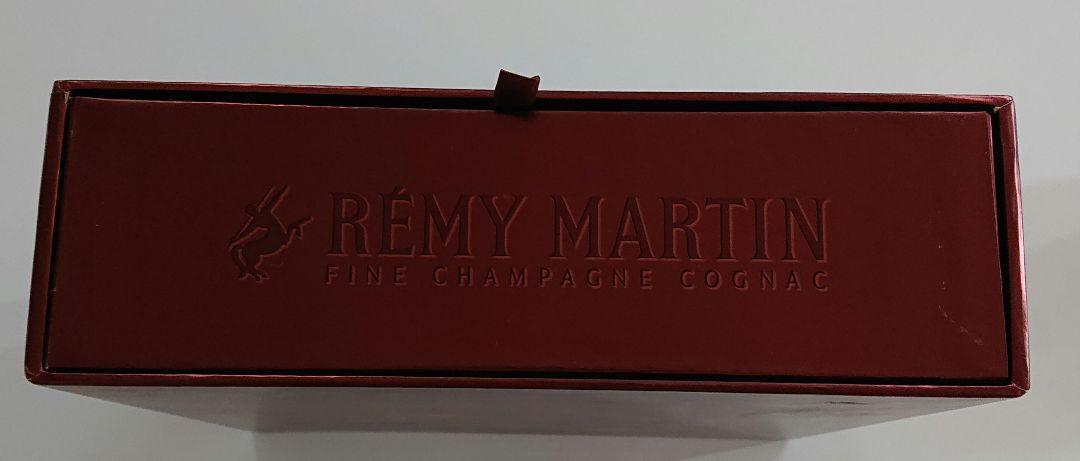 RÉMY MARTIN
FINE CHAMPAGNE COGNAC